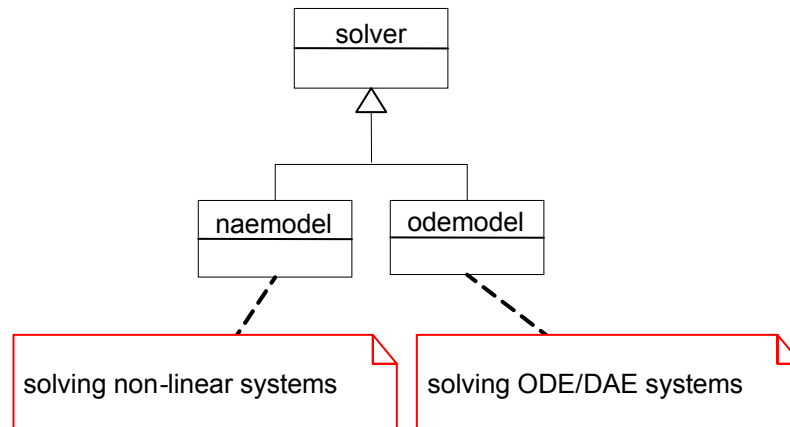 solver
naemodel
odemodel
solving non-linear systems
solving ODE/DAE systems